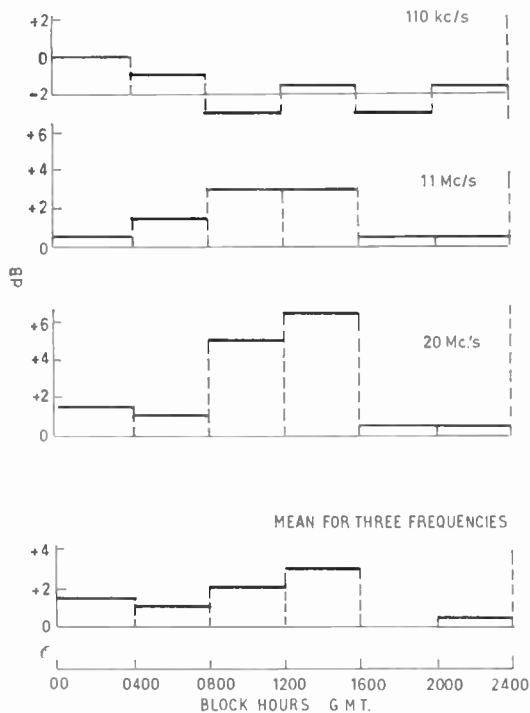 +2
110 kc/s
0
-2
+6
+4
11 Mc/s
+2
0
dB
+6
20 Mc.'s
+4
+2
0
MEAN FOR THREE FREQUENCIES
+4
+2
0
00 0400 0800 1200 1600 2000 2400
BLOCK HOURS G M T.